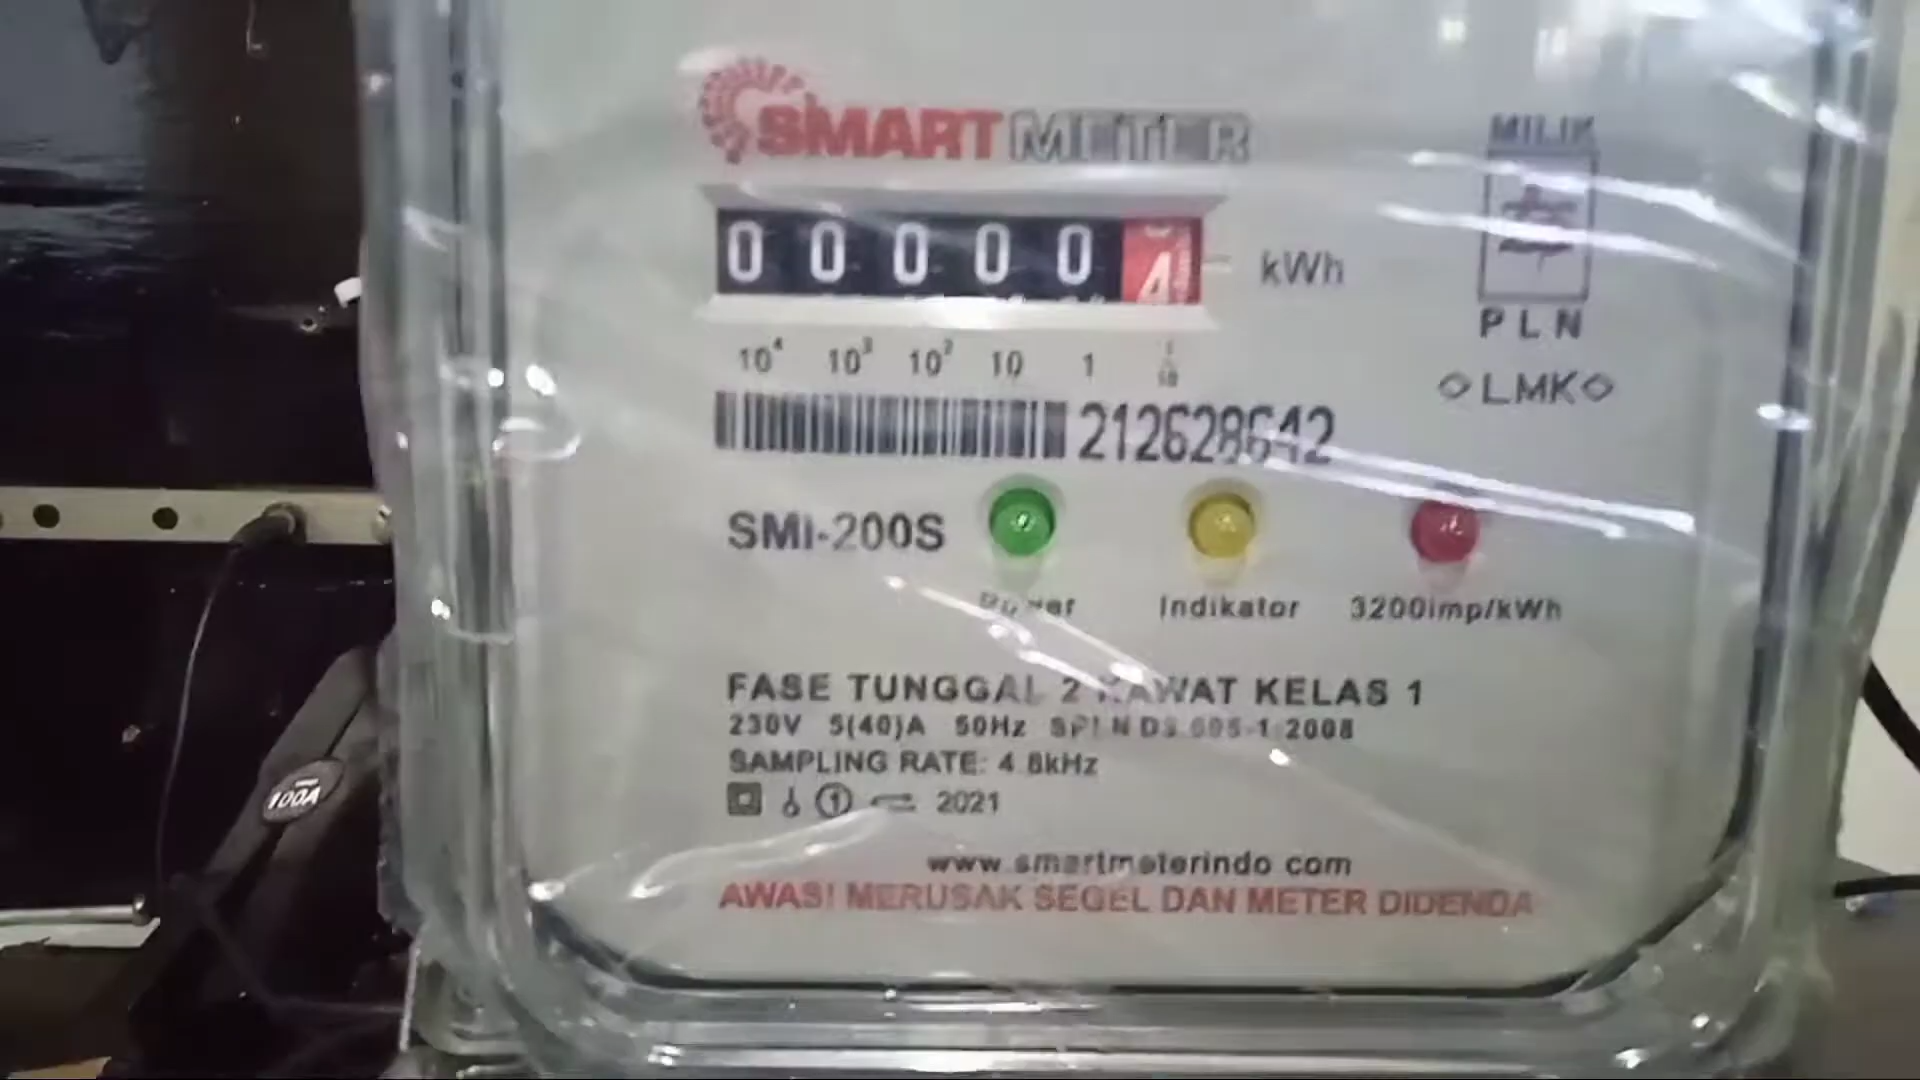 SMART METER
MILIK
0 0 0 0 0 4 kWh
PLN
10⁴ 10³ 10² 10 1 1/10
◇LMK◇
212628642
SMI-200S
Power Indikator 3200imp/kWh
FASE TUNGGAL 2 KAWAT KELAS 1
230V 5(40)A 50Hz SPLN D3.005-1:2008
SAMPLING RATE: 4.8kHz
1 2021
100A
www.smartmeterindo.com
AWAS! MERUSAK SEGEL DAN METER DIDENDA